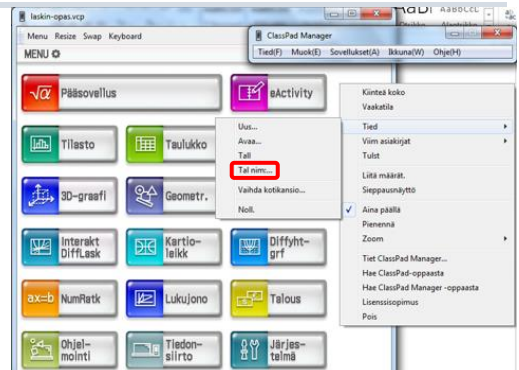 laskin-opas.vcp
Menu Resize Swap Keyboard
MENU
√α Pääsovellus
eActivity
Tilasto
Taulukko
3D-graafi
Geometr.
Interakt DiffLask
Kartio-leikk
Diffyht-grf
ax=b NumRatk
Lukujono
Talous
Ohjel-mointi
Tiedon-siirto
Järjes-telmä
ClassPad Manager
Tied(F) Muok(E) Sovellukset(A) Ikkuna(W) Ohje(H)
Uus...
Avaa...
Tall
Tal nim:...
Vaihda kotikansio...
Noll.
Kiinteä koko
Vaakatila
Tied
Viim asiakirjat
Tulst
Liitä määrät.
Sieppausnäyttö
Aina päällä
Pienennä
Zoom
Tiet ClassPad Manager...
Hae ClassPad-oppaasta
Hae ClassPad Manager -oppaasta
Lisenssisopimus
Pois